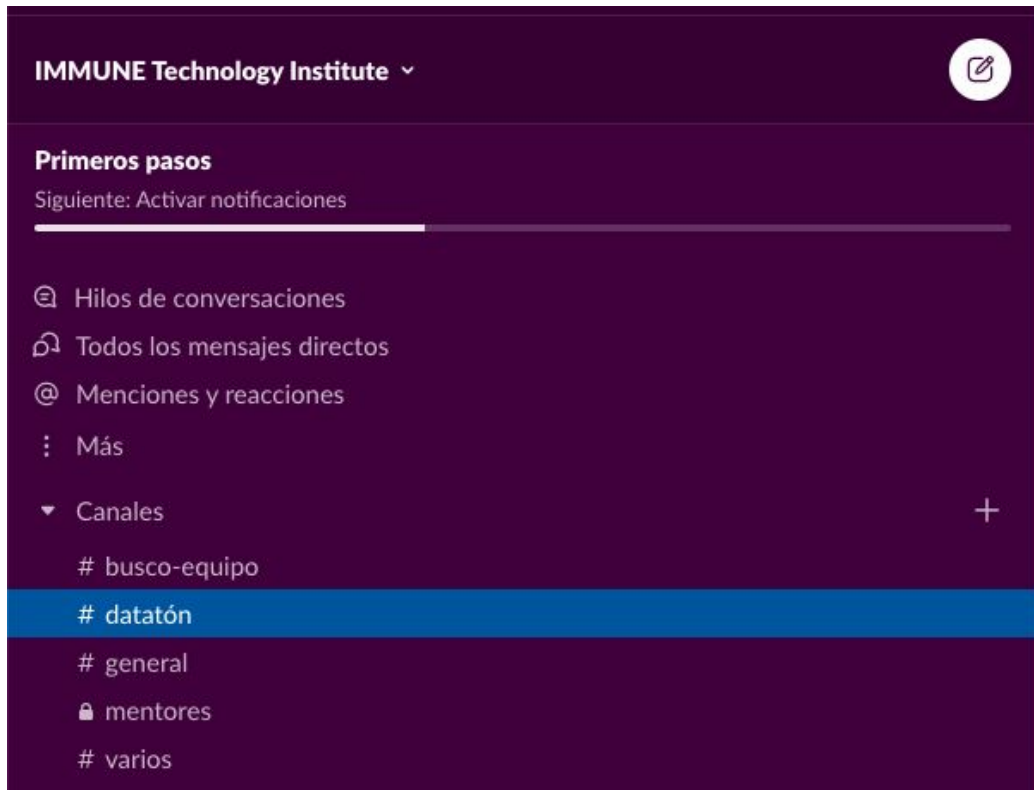 IMMUNE Technology Institute
Primeros pasos
Siguiente: Activar notificaciones
Hilos de conversaciones
@ Menciones y reacciones
Todos los mensajes directos
Más
Canales
# busco-equipo
# datatón
# general
mentores
# varios